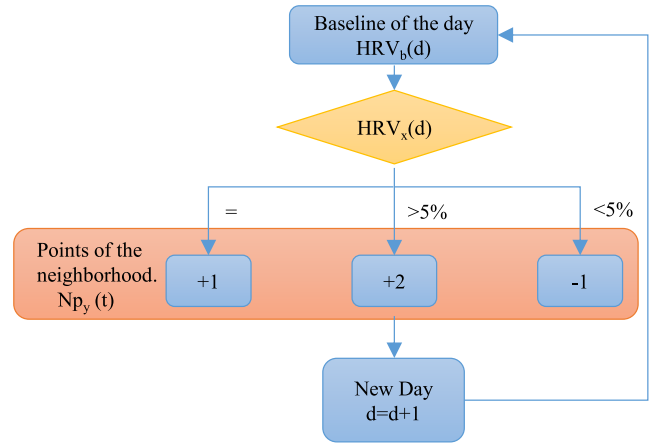 Baseline of the day
HRVb(d)
HRVx(d)
=
>5%
<5%
Points of the
neighborhood.
Npy (t)
+1
+2
-1
New Day
d=d+1